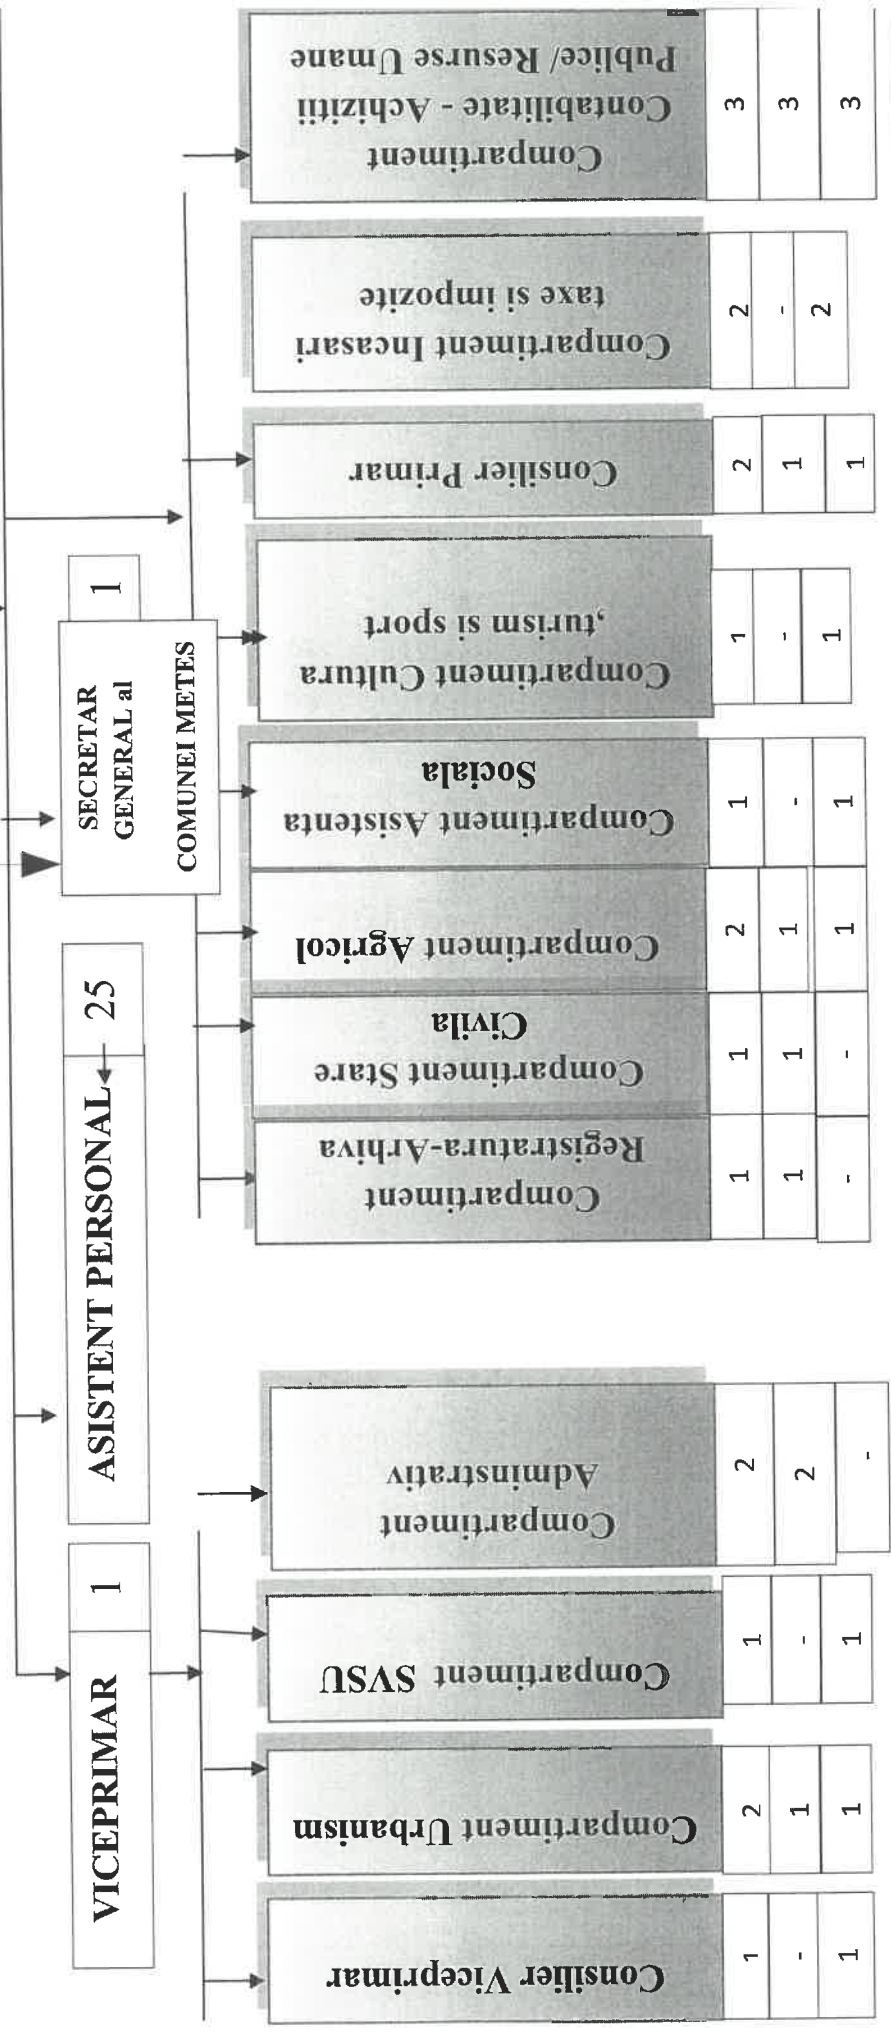 VICEPRIMAR
1
ASISTENT PERSONAL
25
SECRETAR
GENERAL al
COMUNEI METES
1
Consilier Viceprimar
1
-
1
Compartiment Urbanism
2
1
1
Compartiment SVSU
1
-
1
Compartiment
Adminstrativ
2
2
-
Compartiment
Registratura-Arhiva
1
1
-
Compartiment Stare
Civila
1
1
-
Compartiment Agricol
2
1
1
Compartiment Asistenta
Sociala
1
-
1
Compartiment Cultura
,turism si sport
1
-
1
Consilier Primar
2
1
1
Compartiment Incasari
taxe si impozite
2
-
2
Compartiment
Contabilitate - Achizitii
Publice/ Resurse Umane
3
3
3